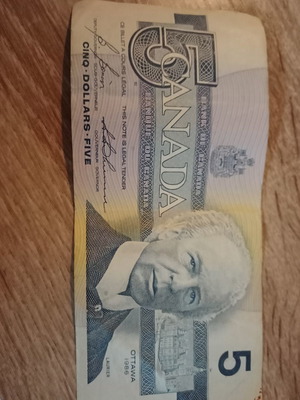 BANK OF CANADA
BANQUE DU CANADA
5
CANADA
CE BILLET A COURS LÉGAL THIS NOTE IS LEGAL TENDER
CINQ·DOLLARS·FIVE
OTTAWA
1986
LAURIER
5